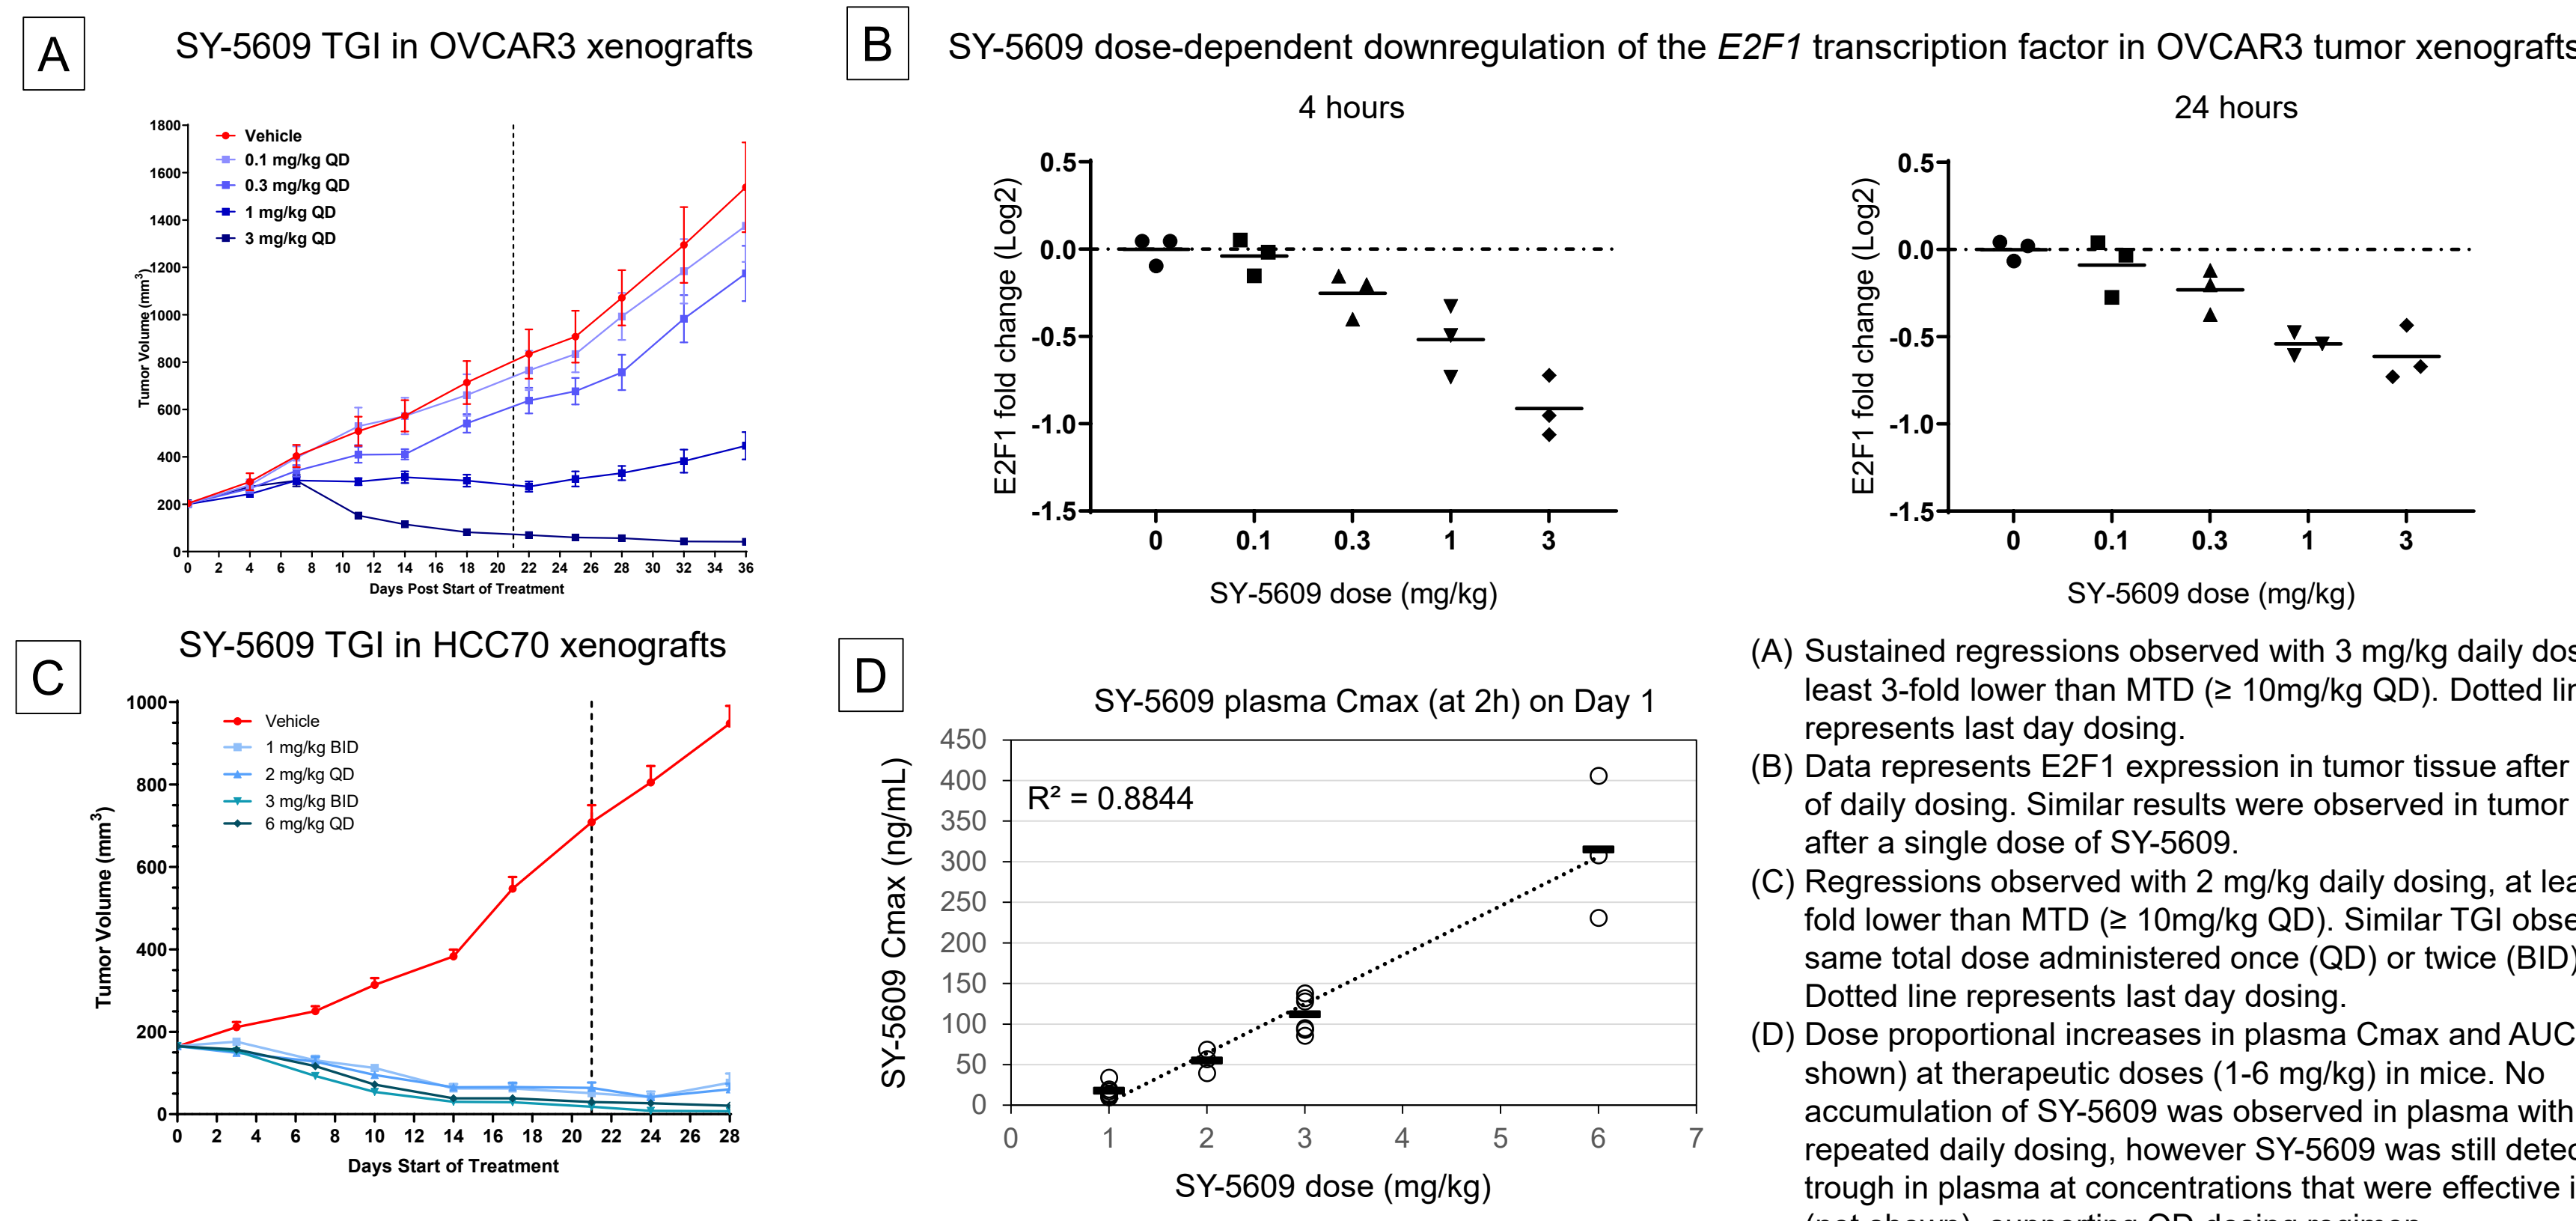 A
SY-5609 TGI in OVCAR3 xenografts
1800
1600
1400
1200
1000
800
600
400
200
0
Tumor Volume (mm3)
Vehicle
0.1 mg/kg QD
0.3 mg/kg QD
1 mg/kg QD
3 mg/kg QD
0 2 4 6 8 10 12 14 16 18 20 22 24 26 28 30 32 34 36
Days Post Start of Treatment
B
SY-5609 dose-dependent downregulation of the E2F1 transcription factor in OVCAR3 tumor xenografts
4 hours
E2F1 fold change (Log2)
0.5
0.0
-0.5
-1.0
-1.5
0 0.1 0.3 1 3
SY-5609 dose (mg/kg)
24 hours
E2F1 fold change (Log2)
0.5
0.0
-0.5
-1.0
-1.5
0 0.1 0.3 1 3
SY-5609 dose (mg/kg)
C
SY-5609 TGI in HCC70 xenografts
1000
800
600
400
200
0
Tumor Volume (mm3)
Vehicle
1 mg/kg BID
2 mg/kg QD
3 mg/kg BID
6 mg/kg QD
0 2 4 6 8 10 12 14 16 18 20 22 24 26 28
Days Start of Treatment
D
SY-5609 plasma Cmax (at 2h) on Day 1
SY-5609 Cmax (ng/mL)
450
400
350
300
250
200
150
100
50
0
R² = 0.8844
0 1 2 3 4 5 6 7
SY-5609 dose (mg/kg)
(A) Sustained regressions observed with 3 mg/kg daily
least 3-fold lower than MTD (≥ 10mg/kg QD). Dotted
represents last day dosing.
(B) Data represents E2F1 expression in tumor tissue after
of daily dosing. Similar results were observed in tumor
after a single dose of SY-5609.
(C) Regressions observed with 2 mg/kg daily dosing, at
fold lower than MTD (≥ 10mg/kg QD). Similar TGI
same total dose administered once (QD) or twice (BID)
Dotted line represents last day dosing.
(D) Dose proportional increases in plasma Cmax and AUC
shown) at therapeutic doses (1-6 mg/kg) in mice. No
accumulation of SY-5609 was observed in plasma with
repeated daily dosing, however SY-5609 was still
trough in plasma at concentrations that were effective